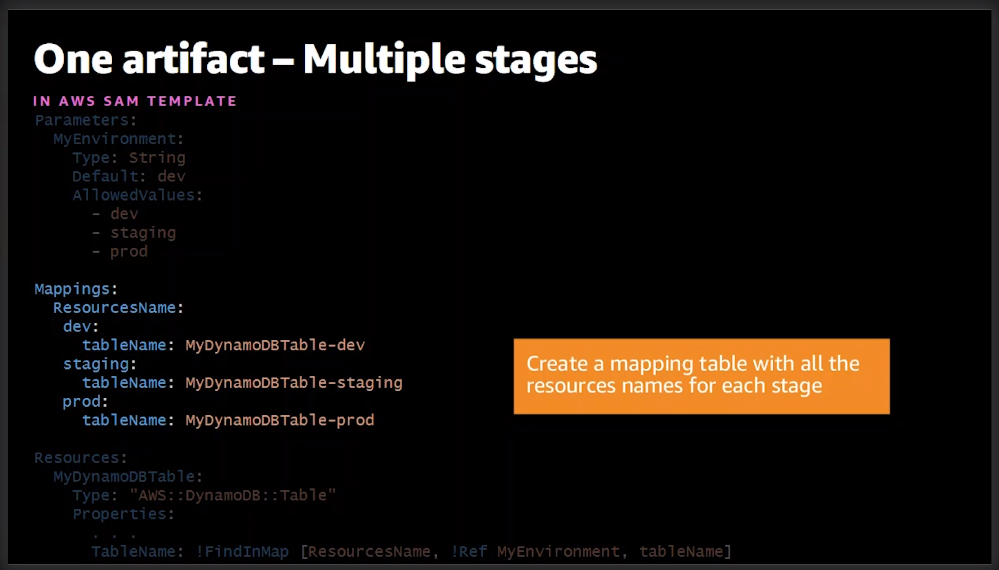 One artifact – Multiple stages
IN AWS SAM TEMPLATE
Parameters:
MyEnvironment:
Type: String
Default: dev
AllowedValues:
- dev
- staging
- prod
Mappings:
ResourcesName:
dev:
tableName: MyDynamoDBTable-dev
staging:
tableName: MyDynamoDBTable-staging
prod:
tableName: MyDynamoDBTable-prod
Create a mapping table with all the
resources names for each stage
Resources:
MyDynamoDBTable:
Type: "AWS::DynamoDB::Table"
Properties:
. . .
TableName: !FindInMap [ResourcesName, !Ref MyEnvironment, tableName]